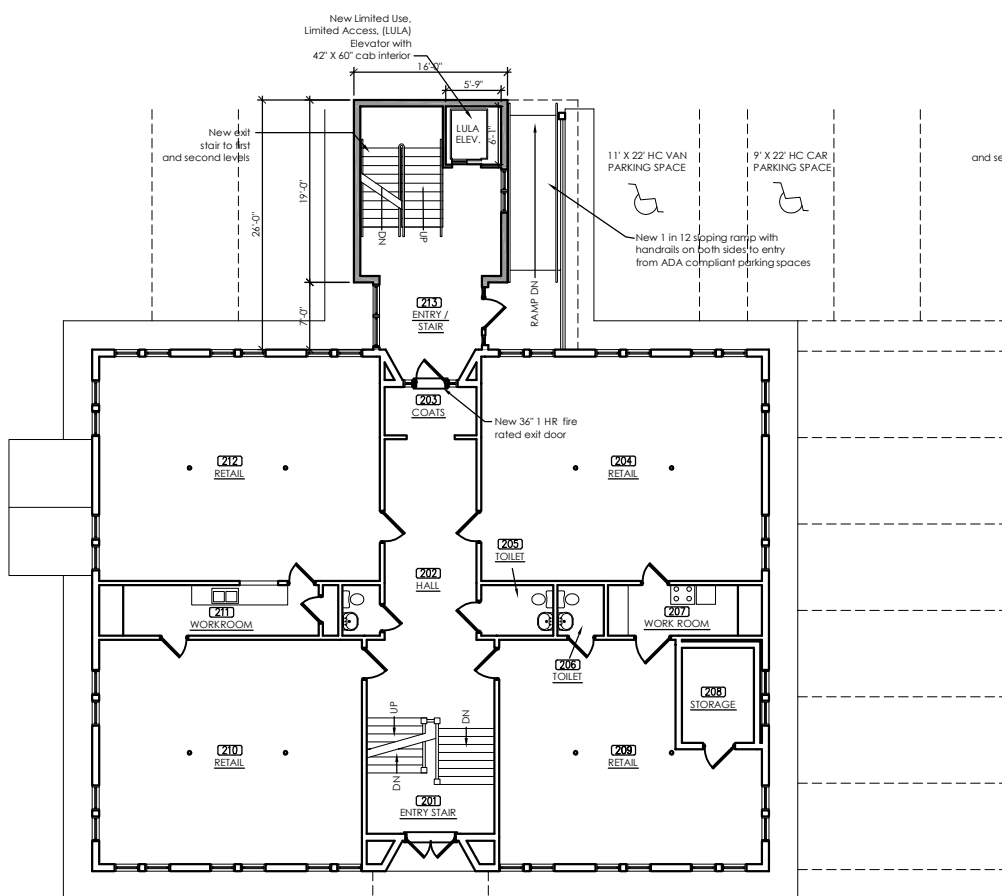 New Limited Use,
Limited Access, (LULA)
Elevator with
42" X 60" cab interior
16'-0"
5'-9"
LULA
ELEV.
6'-1"
New exit
stair to first
and second levels
11' X 22' HC VAN
PARKING SPACE
9' X 22' HC CAR
PARKING SPACE
and se
19'-0"
26'-0"
7'-0"
DN
UP
New 1 in 12 sloping ramp with
handrails on both sides to entry
from ADA compliant parking spaces
RAMP DN
213
ENTRY /
STAIR
203
COATS
New 36" 1 HR fire
rated exit door
212
RETAIL
204
RETAIL
205
TOILET
202
HALL
211
WORKROOM
207
WORK ROOM
206
TOILET
208
STORAGE
UP
DN
DN
210
RETAIL
209
RETAIL
201
ENTRY STAIR